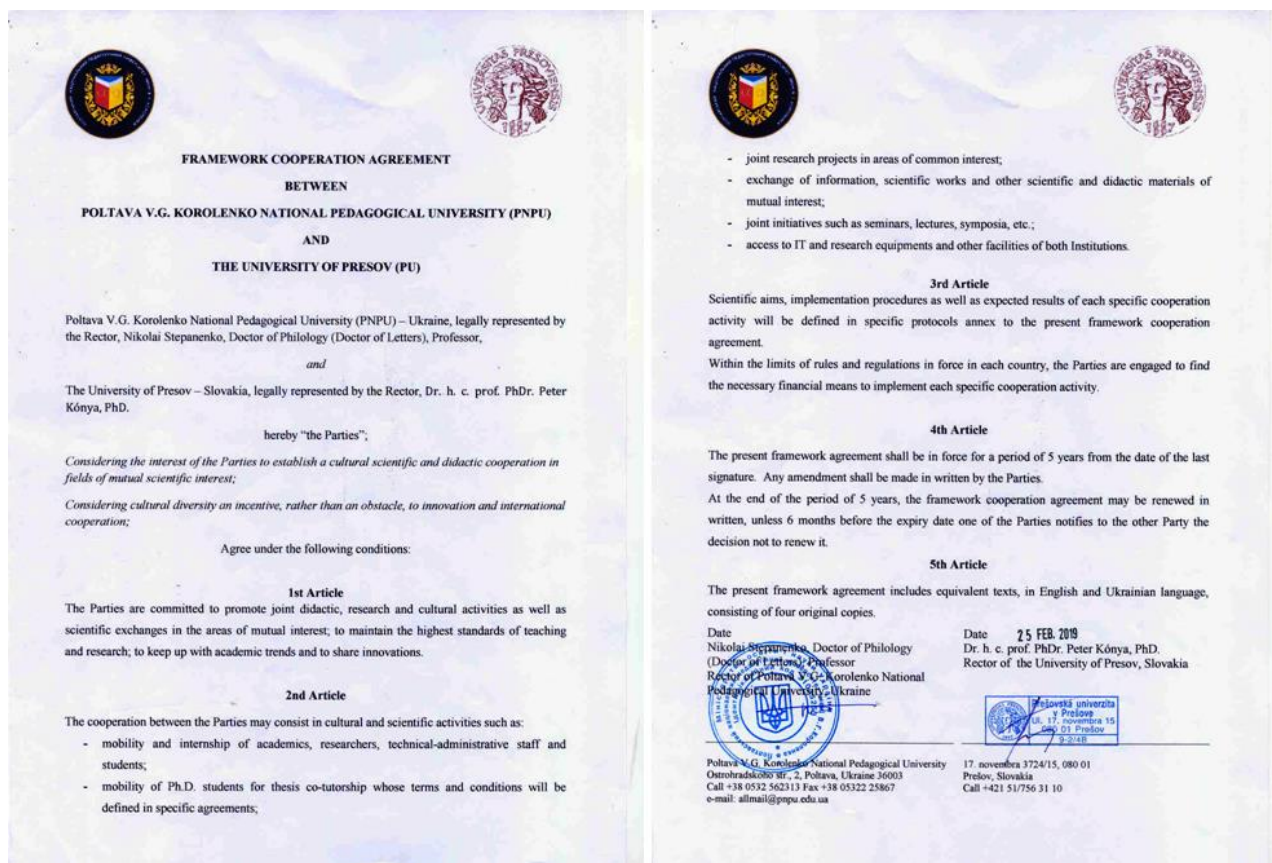 UNIVERSITAS PRESOVIENSIS
1997
FRAMEWORK COOPERATION AGREEMENT
BETWEEN
POLTAVA V.G. KOROLENKO NATIONAL PEDAGOGICAL UNIVERSITY (PNPU)
AND
THE UNIVERSITY OF PRESOV (PU)
Poltava V.G. Korolenko National Pedagogical University (PNPU) – Ukraine, legally represented by
the Rector, Nikolai Stepanenko, Doctor of Philology (Doctor of Letters), Professor,
and
The University of Presov – Slovakia, legally represented by the Rector, Dr. h. c. prof. PhDr. Peter
Kónya, PhD.
hereby “the Parties”;
Considering the interest of the Parties to establish a cultural scientific and didactic cooperation in
fields of mutual scientific interest;
Considering cultural diversity an incentive, rather than an obstacle, to innovation and international
cooperation;
Agree under the following conditions:
1st Article
The Parties are committed to promote joint didactic, research and cultural activities as well as
scientific exchanges in the areas of mutual interest; to maintain the highest standards of teaching
and research; to keep up with academic trends and to share innovations.
2nd Article
The cooperation between the Parties may consist in cultural and scientific activities such as:
- mobility and internship of academics, researchers, technical-administrative staff and
students;
- mobility of Ph.D. students for thesis co-tutorship whose terms and conditions will be
defined in specific agreements;
UNIVERSITAS PRESOVIENSIS
1997
- joint research projects in areas of common interest;
- exchange of information, scientific works and other scientific and didactic materials of
mutual interest;
- joint initiatives such as seminars, lectures, symposia, etc.;
- access to IT and research equipments and other facilities of both Institutions.
3rd Article
Scientific aims, implementation procedures as well as expected results of each specific cooperation
activity will be defined in specific protocols annex to the present framework cooperation
agreement.
Within the limits of rules and regulations in force in each country, the Parties are engaged to find
the necessary financial means to implement each specific cooperation activity.
4th Article
The present framework agreement shall be in force for a period of 5 years from the date of the last
signature. Any amendment shall be made in written by the Parties.
At the end of the period of 5 years, the framework cooperation agreement may be renewed in
written, unless 6 months before the expiry date one of the Parties notifies to the other Party the
decision not to renew it.
5th Article
The present framework agreement includes equivalent texts, in English and Ukrainian language,
consisting of four original copies.
Date
Nikolai Stepanenko, Doctor of Philology
(Doctor of Letters), Professor
Rector of Poltava V.G. Korolenko National
Pedagogical University, Ukraine
Poltava V.G. Korolenko National Pedagogical University
Ostrohradskoho str., 2, Poltava, Ukraine 36003
Call +38 0532 562313 Fax +38 05322 25867
e-mail: allmail@pnpu.edu.ua
Date 25 FEB. 2019
Dr. h. c. prof. PhDr. Peter Kónya, PhD.
Rector of the University of Presov, Slovakia
Prešovská univerzita
v Prešove
Ul. 17. novembra 15
080 01 Prešov
9-2/4B
17. novembra 3724/15, 080 01
Prešov, Slovakia
Call +421 51/756 31 10